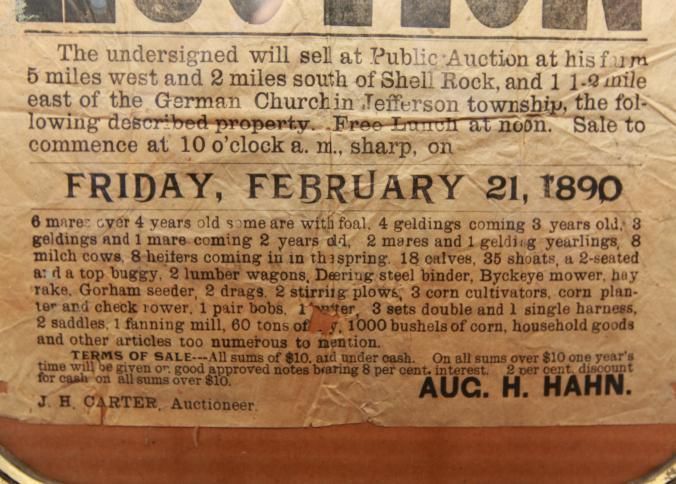 AUCTION
The undersigned will sell at Public Auction at his farm
5 miles west and 2 miles south of Shell Rock, and 1 1-2 mile
east of the German Church in Jefferson township, the fol-
lowing described property. Free Lunch at noon. Sale to
commence at 10 o'clock a. m., sharp, on
FRIDAY, FEBRUARY 21, 1890
6 mares over 4 years old some are with foal, 4 geldings coming 3 years old, 3
geldings and 1 mare coming 2 years old, 2 mares and 1 gelding yearlings, 8
milch cows, 8 heifers coming in in this spring. 18 calves, 35 shoats, a 2-seated
and a top buggy, 2 lumber wagons, Deering steel binder, Byckeye mower, hay
rake, Gorham seeder, 2 drags, 2 stirring plows, 3 corn cultivators, corn plan-
ter and check rower, 1 pair bobs, 1 3 sets double and 1 single harness,
2 saddles, 1 fanning mill, 60 tons of 1000 bushels of corn, household goods
and other articles too numerous to mention.
TERMS OF SALE---All sums of $10. and under cash. On all sums over $10 one year's
time will be given on good approved notes bearing 8 per cent. interest. 2 per cent. discount
for cash on all sums over $10.
AUG. H. HAHN.
J. H. CARTER, Auctioneer.